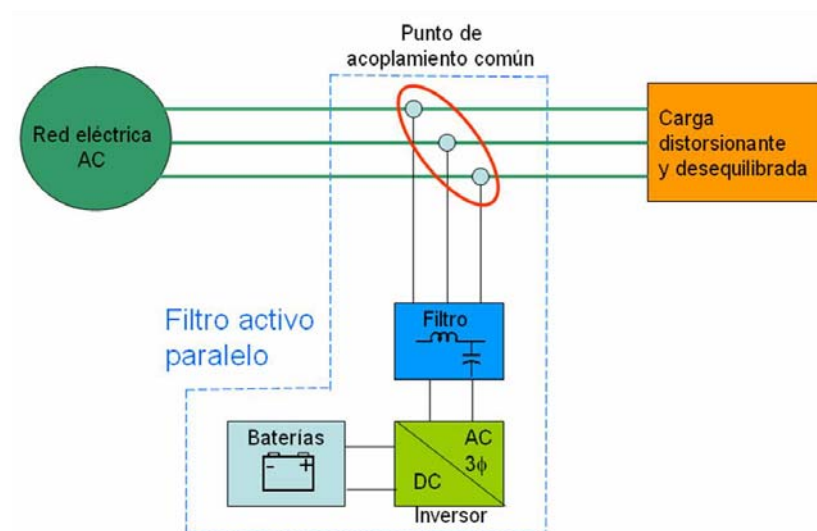 Punto de
acoplamiento común
Red eléctrica
AC
Carga
distorsionante
y desequilibrada
Filtro activo
paralelo
Filtro
Baterías
- +
AC
3ϕ
DC
Inversor